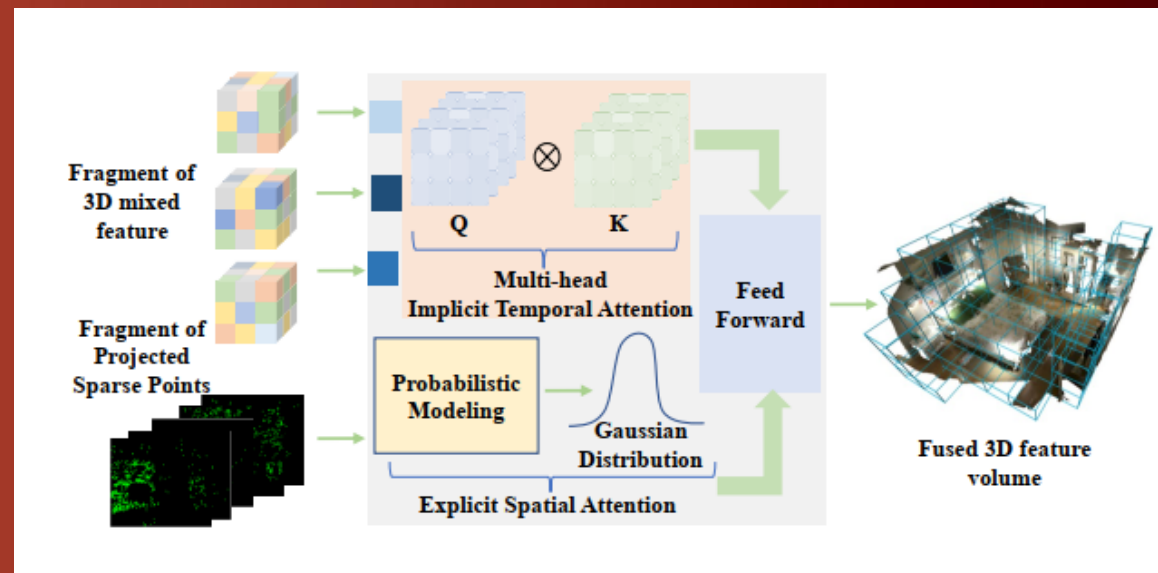 Fragment of
3D mixed
feature
Fragment of
Projected
Sparse Points
Q
K
Multi-head
Implicit Temporal Attention
Probabilistic
Modeling
Gaussian
Distribution
Explicit Spatial Attention
Feed
Forward
Fused 3D feature
volume